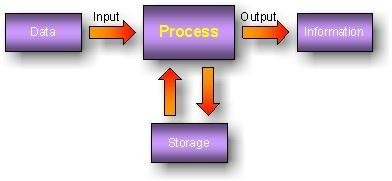 Data
Input
Process
Output
Information
Storage